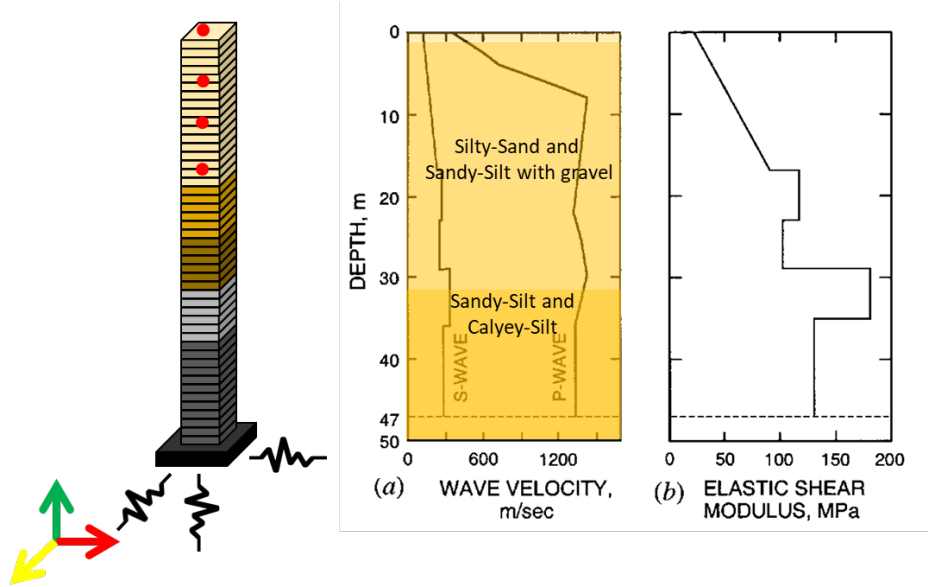 DEPTH, m
0
10
20
30
40
47
50
Silty-Sand and
Sandy-Silt with gravel
Sandy-Silt and
Calyey-Silt
S-WAVE
P-WAVE
0 600 1200
(a) WAVE VELOCITY,
m/sec
0 50 100 150 200
(b) ELASTIC SHEAR
MODULUS, MPa